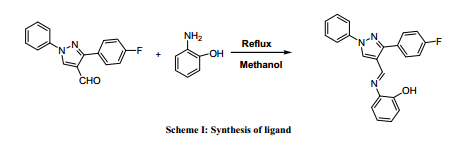 N
N
F
CHO
+
NH₂
OH
Reflux
Methanol
N
N
F
N
OH
Scheme I: Synthesis of ligand